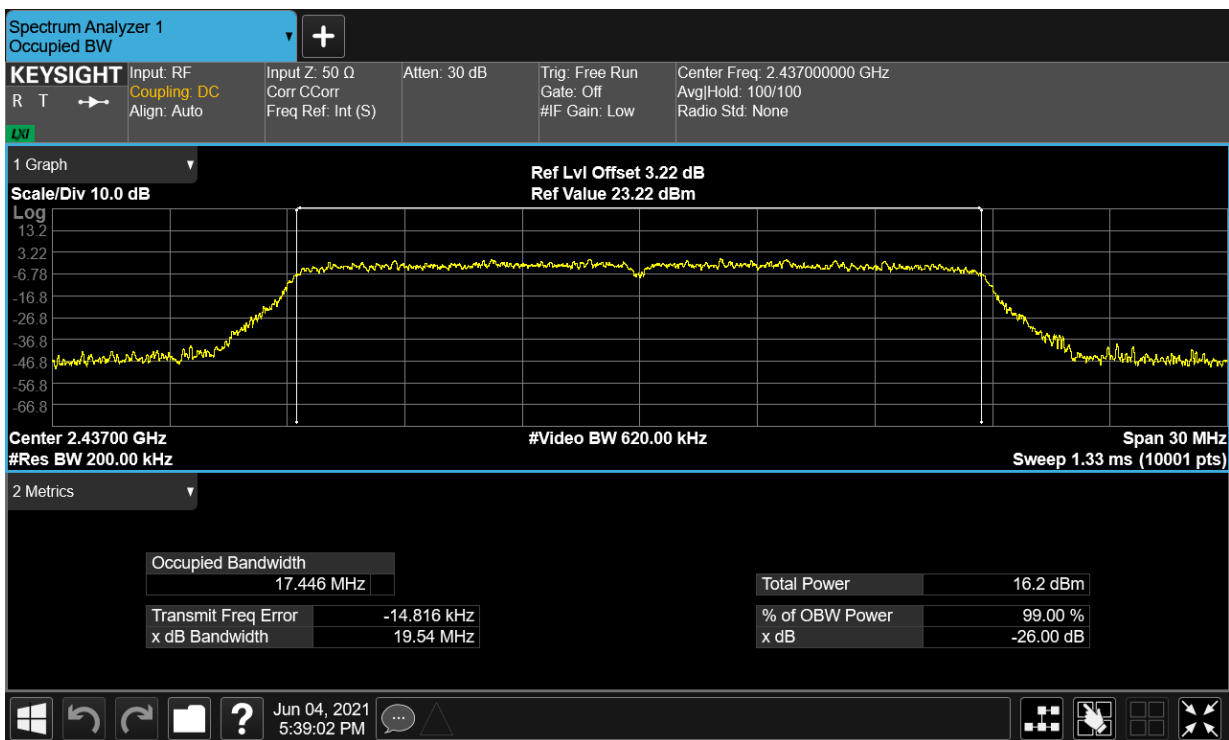 Spectrum Analyzer 1
Occupied BW
+
KEYSIGHT Input: RF Input Z: 50 Ω Atten: 30 dB Trig: Free Run Center Freq: 2.437000000 GHz
R T Coupling: DC Corr CCorr Gate: Off Avg|Hold: 100/100
Align: Auto Freq Ref: Int (S) #IF Gain: Low Radio Std: None
LXI
1 Graph
Ref Lvl Offset 3.22 dB
Scale/Div 10.0 dB Ref Value 23.22 dBm
Log
13.2
3.22
-6.78
-16.8
-26.8
-36.8
-46.8
-56.8
-66.8
Center 2.43700 GHz #Video BW 620.00 kHz Span 30 MHz
#Res BW 200.00 kHz Sweep 1.33 ms (10001 pts)
2 Metrics
Occupied Bandwidth
17.446 MHz Total Power 16.2 dBm
Transmit Freq Error -14.816 kHz % of OBW Power 99.00 %
x dB Bandwidth 19.54 MHz x dB -26.00 dB
? Jun 04, 2021
5:39:02 PM